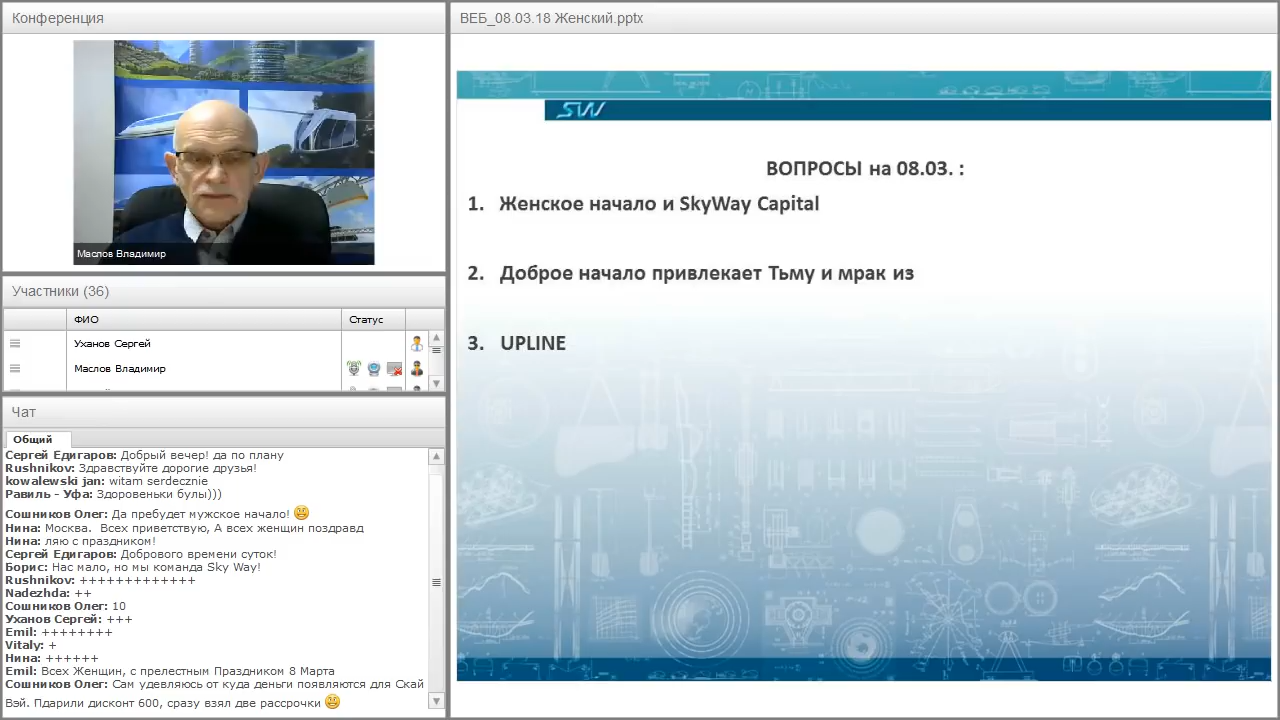 Конференция
Маслов Владимир
Участники (36)
ФИО
Статус
Уханов Сергей
Маслов Владимир
Чат
Общий
Сергей Едигаров: Добрый вечер! да по плану
Rushnikov: Здравствуйте дорогие друзья!
kowalewski jan: witam serdecznie
Равиль - Уфа: Здоровеньки булы)))
Сошников Олег: Да пребудет мужское начало!
Нина: Москва. Всех приветствую, А всех женщин поздравд
Нина: ляю с праздником!
Сергей Едигаров: Добрового времени суток!
Борис: Нас мало, но мы команда Sky Way!
Rushnikov: +++++++++++++
Nadezhda: ++
Сошников Олег: 10
Уханов Сергей: +++
Emil: ++++++++
Vitaly: +
Нина: ++++++
Emil: Всех Женщин, с прелестным Праздником 8 Марта
Сошников Олег: Сам удевляюсь от куда деньги появляются для Скай
Вэй. Пдарили дисконт 600, сразу взял две рассрочки
ВЕБ_08.03.18 Женский.pptx
SW
ВОПРОСЫ на 08.03. :
1. Женское начало и SkyWay Capital
2. Доброе начало привлекает Тьму и мрак из
3. UPLINE